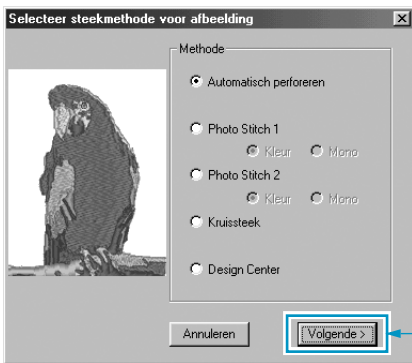 Selecteer steekmethode voor afbeelding
Methode
Automatisch perforeren
Photo Stitch 1
Kleur Mono
Photo Stitch 2
Kleur Mono
Kruissteek
Design Center
Annuleren Volgende >